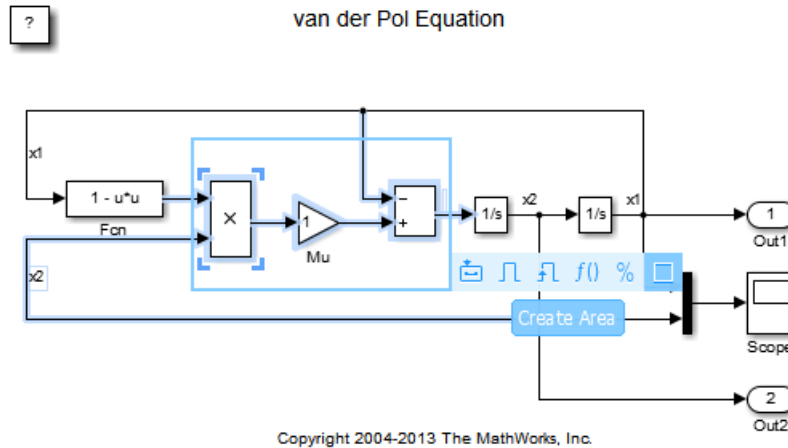 ?
van der Pol Equation
x1
1 - u*u
Fcn
×
1
Mu
−
+
1/s
x2
1/s
x1
1
Out1
x2
f()
%
Create Area
Scope
2
Out2
Copyright 2004-2013 The MathWorks, Inc.